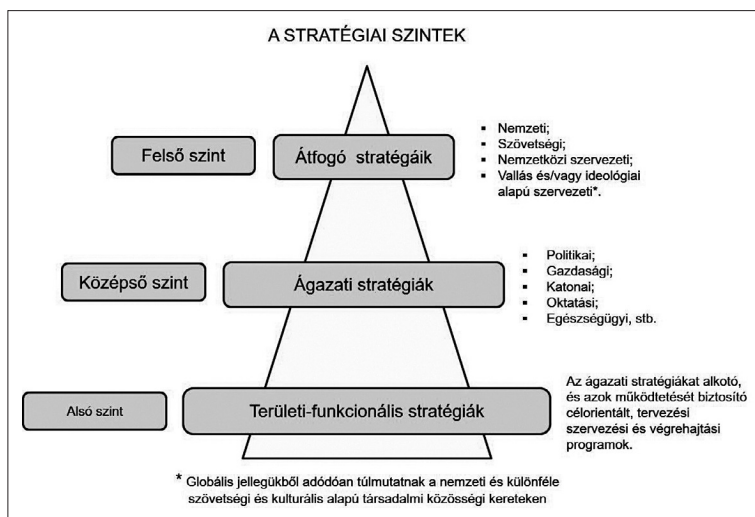 A STRATÉGIAI SZINTEK
Felső szint
Átfogó stratégáik
▪ Nemzeti;
▪ Szövetségi;
▪ Nemzetközi szervezeti;
▪ Vallás és/vagy ideológiai
alapú szervezeti*.
Középső szint
Ágazati stratégiák
▪ Politikai;
▪ Gazdasági;
▪ Katonai;
▪ Oktatási;
▪ Egészségügyi, stb.
Alsó szint
Területi-funkcionális stratégiák
Az ágazati stratégiákat alkotó,
és azok működtetését biztosító
célorientált, tervezési
szervezési és végrehajtási
programok.
* Globális jellegükből adódóan túlmutatnak a nemzeti és különféle
szövetségi és kulturális alapú társadalmi közösségi kereteken